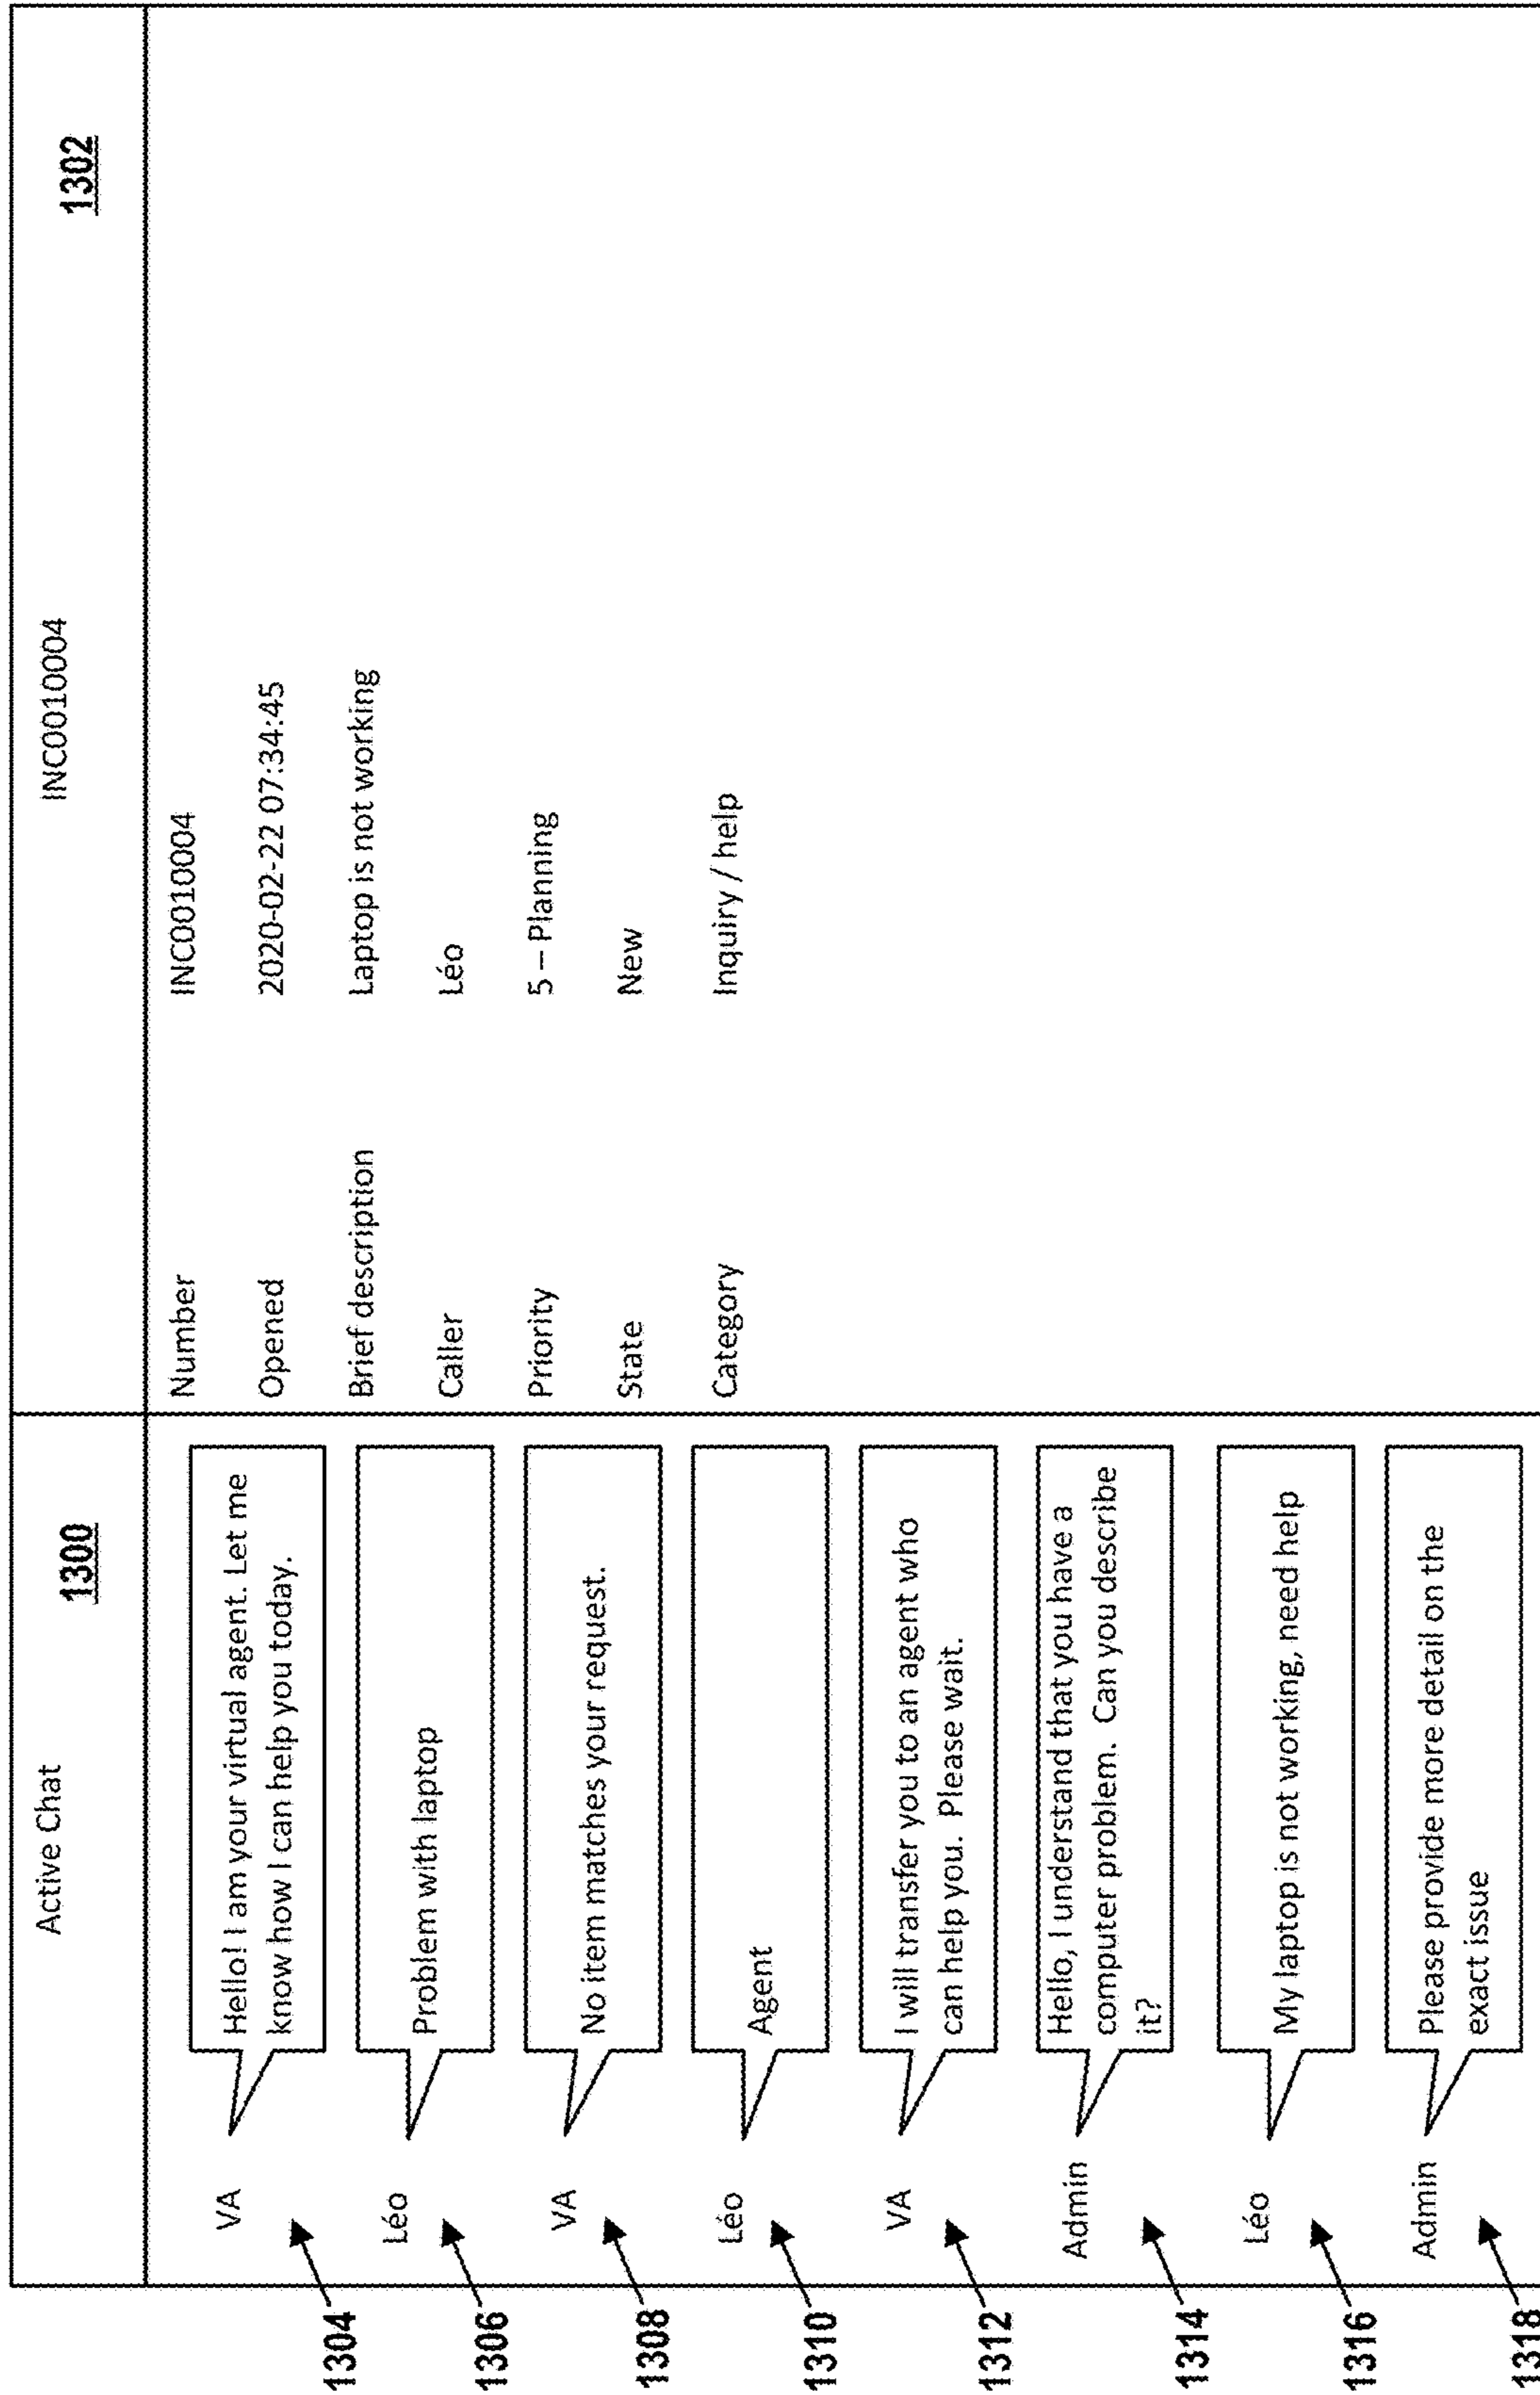 Active Chat
1300
1304
VA
Hello! I am your virtual agent. Let me
know how I can help you today.
1306
Léo
Problem with laptop
1308
VA
No item matches your request.
1310
Léo
Agent
1312
VA
I will transfer you to an agent who
can help you.  Please wait.
1314
Admin
Hello, I understand that you have a
computer problem.  Can you describe
it?
1316
Léo
My laptop is not working, need help
1318
Admin
Please provide more detail on the
exact issue
INC0010004
1302
Number INC0010004
Opened 2020-02-22 07:34:45
Brief description Laptop is not working
Caller Léo
Priority 5 – Planning
State New
Category Inquiry / help